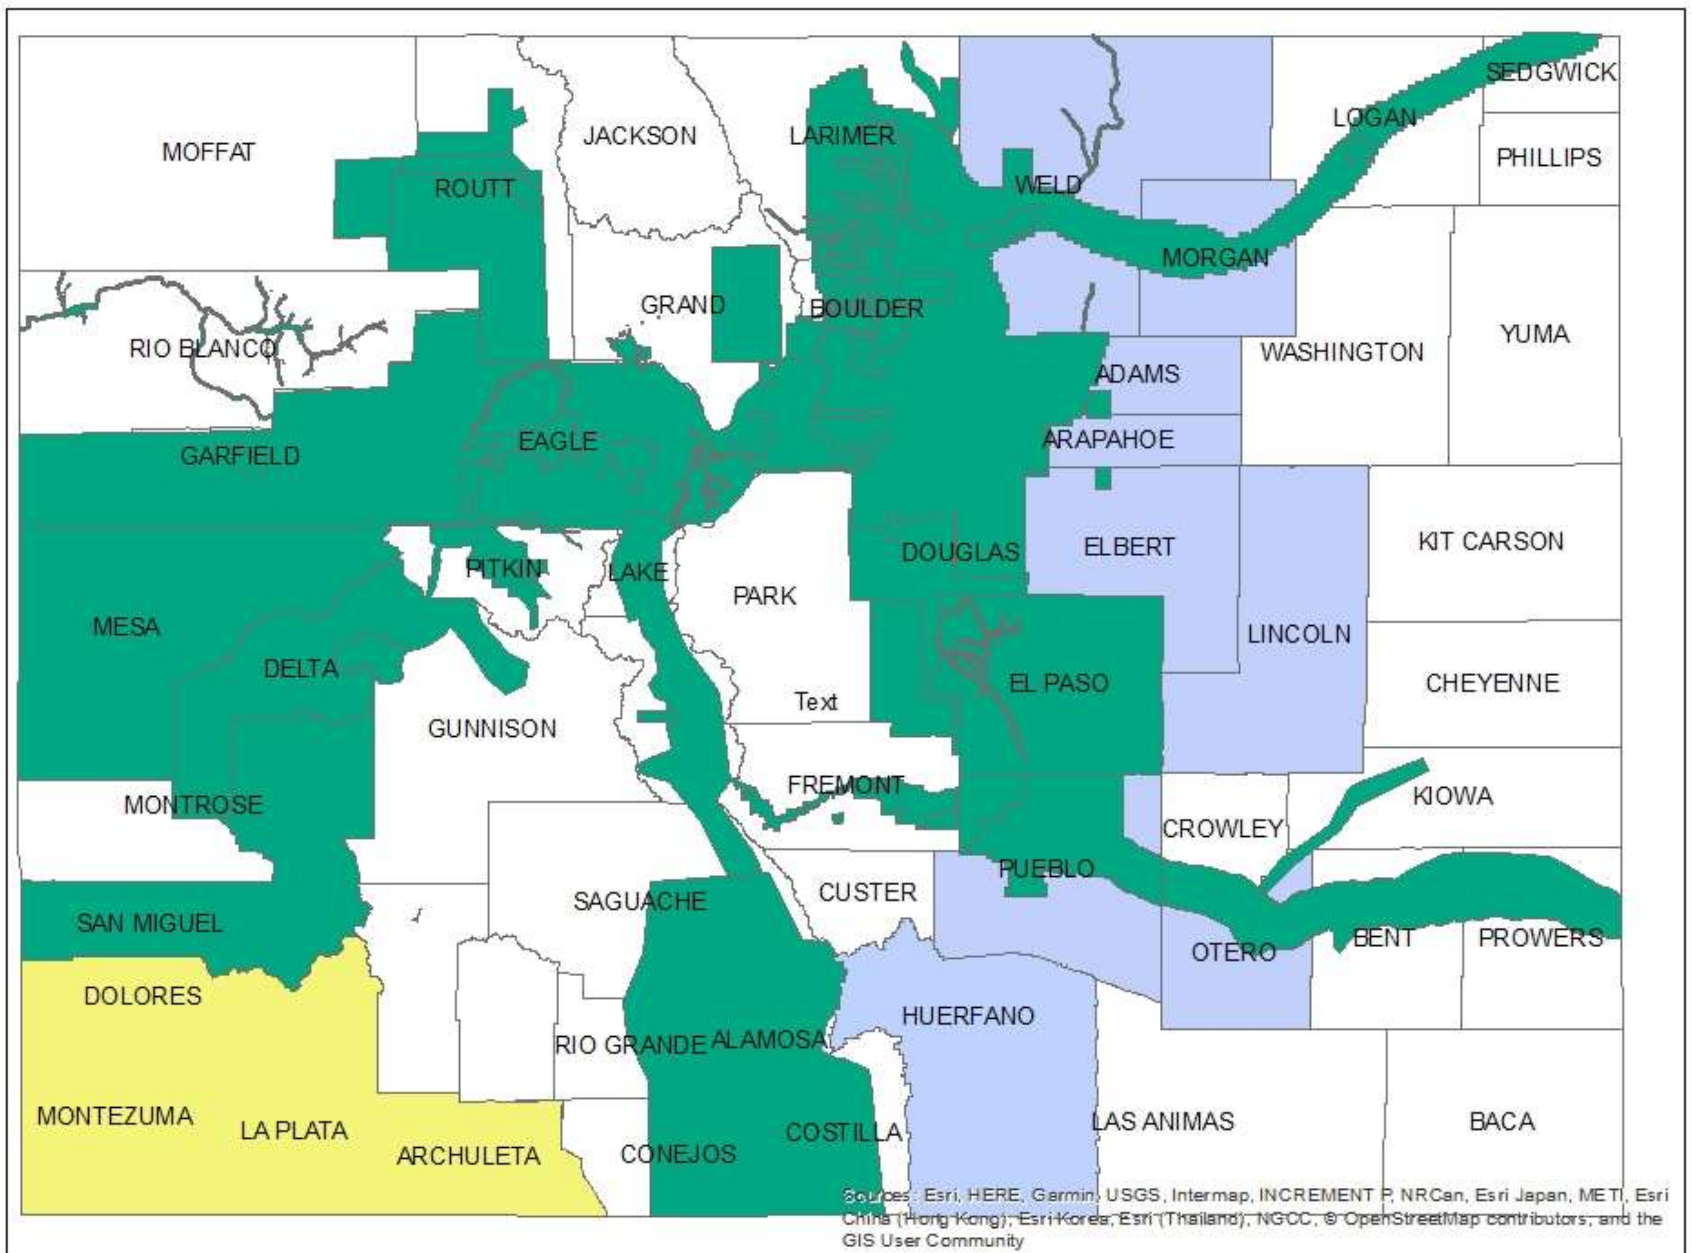 SEDGWICK
LOGAN
JACKSON
LARIMER
MOFFAT
PHILLIPS
ROUTT
WELD
MORGAN
GRAND
BOULDER
YUMA
RIO BLANCO
WASHINGTON
ADAMS
EAGLE
ARAPAHOE
GARFIELD
KIT CARSON
ELBERT
DOUGLAS
PITKIN
LAKE
PARK
MESA
LINCOLN
DELTA
EL PASO
CHEYENNE
Text
GUNNISON
FREMONT
KIOWA
MONTROSE
CROWLEY
PUEBLO
CUSTER
SAGUACHE
SAN MIGUEL
BENT
PROWERS
OTERO
DOLORES
HUERFANO
RIO GRANDE
ALAMOSA
MONTEZUMA
LAS ANIMAS
BACA
LA PLATA
COSTILLA
CONEJOS
ARCHULETA
Sources: Esri, HERE, Garmin, USGS, Intermap, INCREMENT P, NRCan, Esri Japan, METI, Esri
China (Hong Kong), Esri Korea, Esri (Thailand), NGCC, © OpenStreetMap contributors, and the
GIS User Community